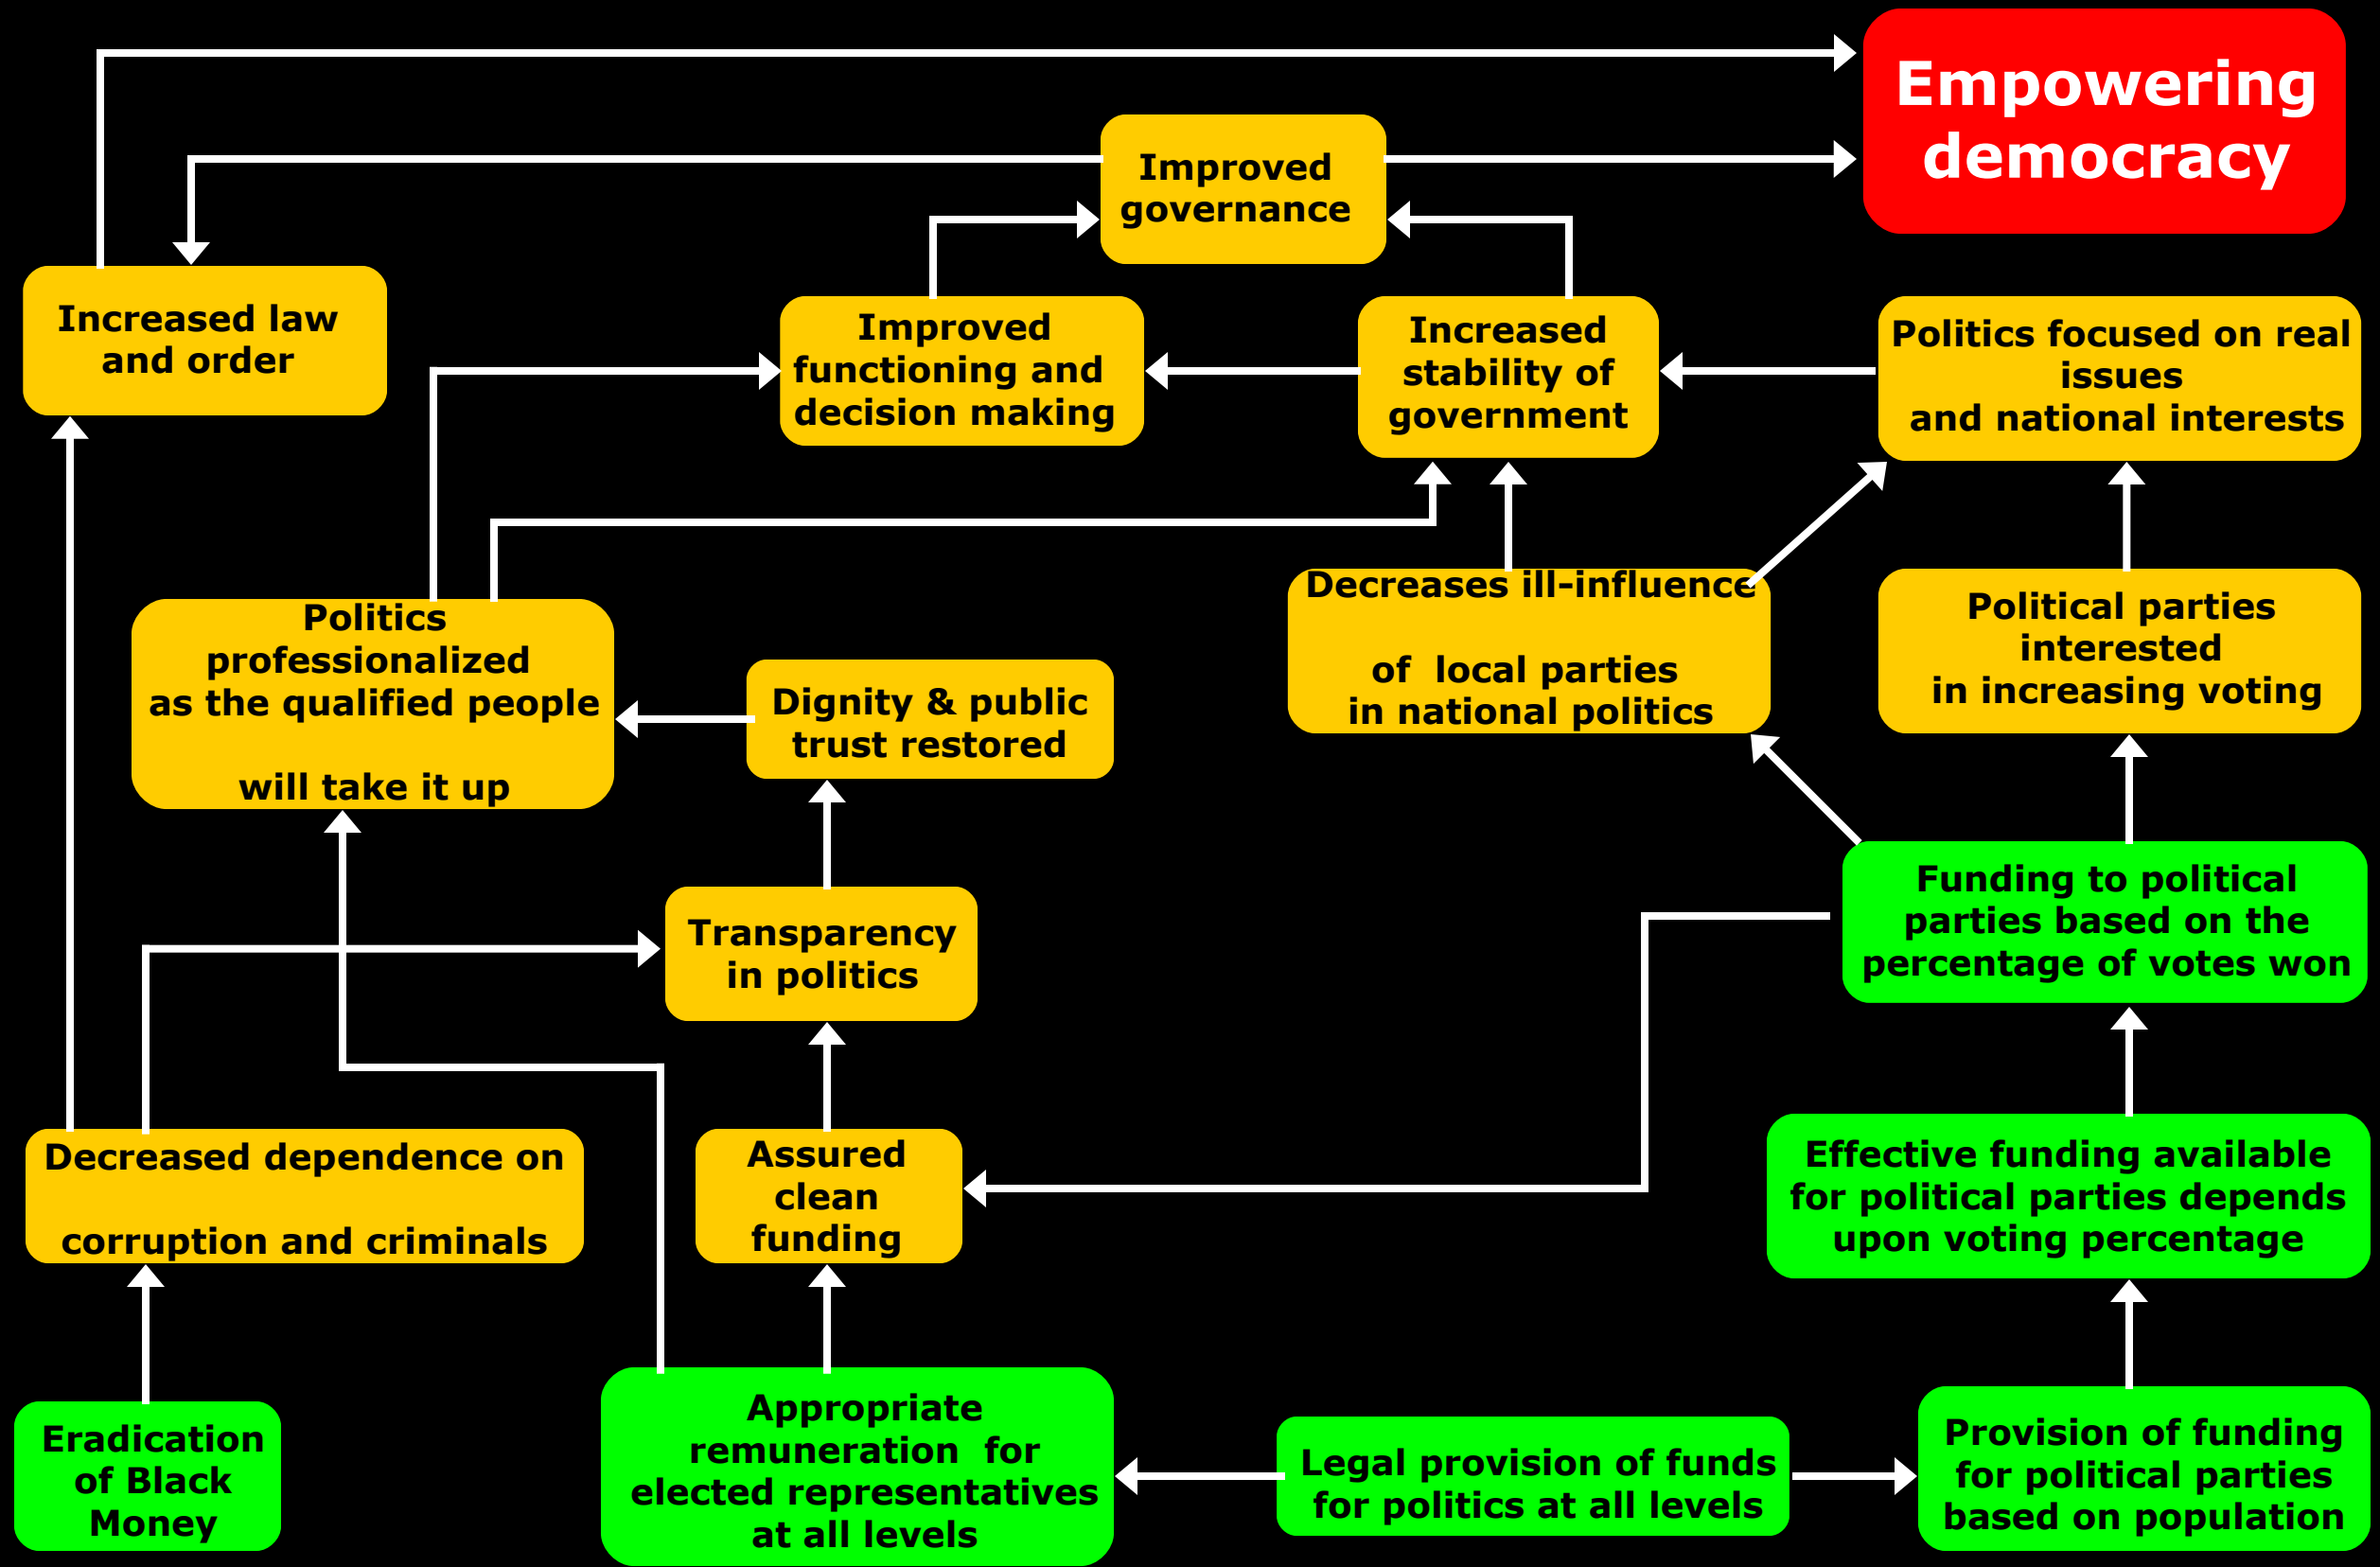 Empowering
democracy
Improved
governance
Increased law
and order
Improved
functioning and
decision making
Increased
stability of
government
Politics focused on real
issues
and national interests
Politics
professionalized
as the qualified people
will take it up
Dignity & public
trust restored
Decreases ill-influence
of local parties
in national politics
Political parties
interested
in increasing voting
Transparency
in politics
Funding to political
parties based on the
percentage of votes won
Decreased dependence on
corruption and criminals
Assured
clean
funding
Effective funding available
for political parties depends
upon voting percentage
Eradication
of Black
Money
Appropriate
remuneration for
elected representatives
at all levels
Legal provision of funds
for politics at all levels
Provision of funding
for political parties
based on population